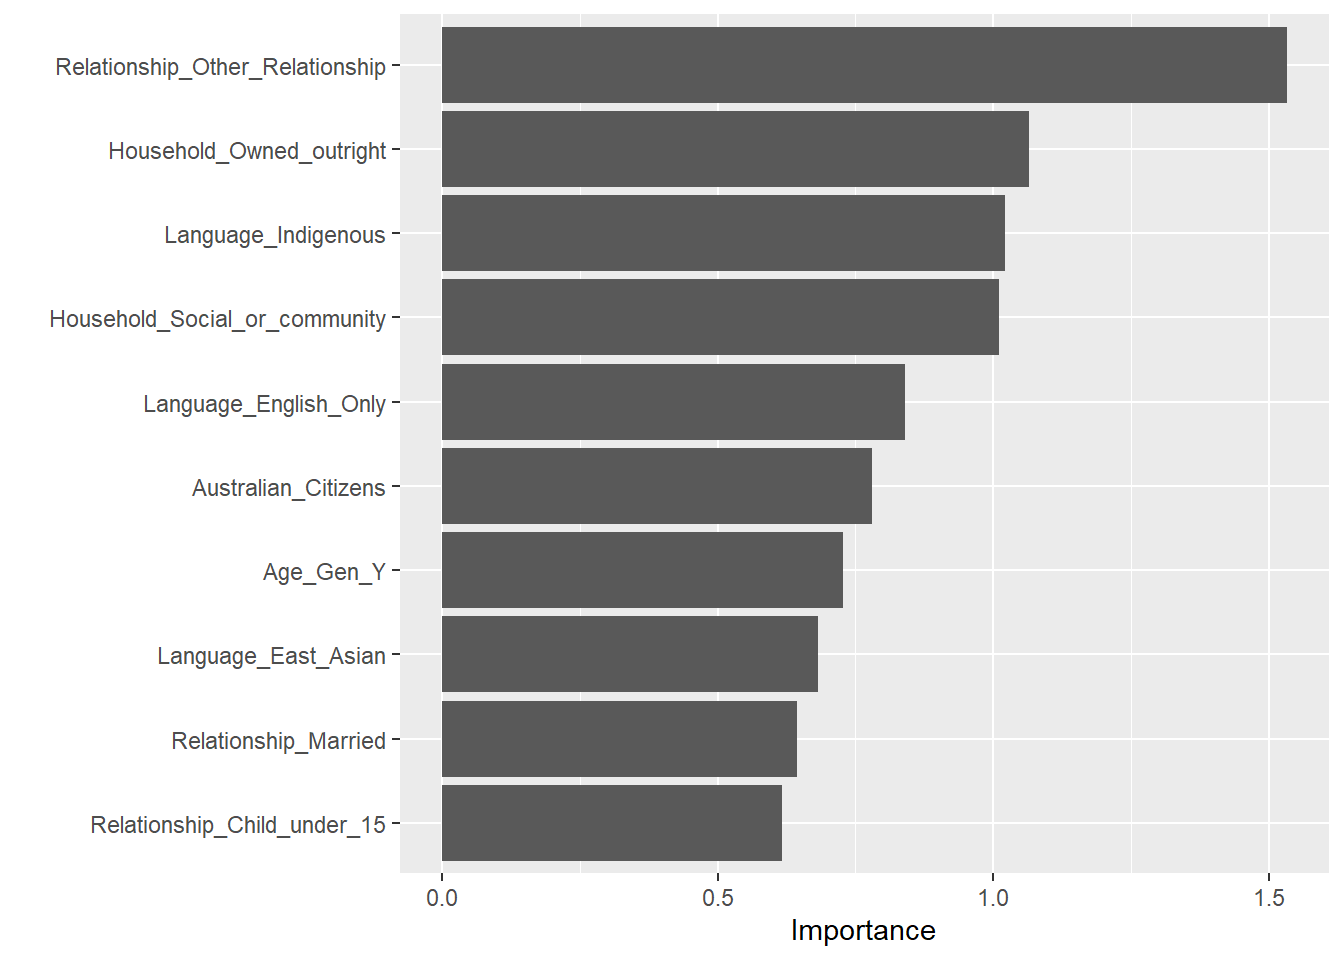 Relationship_Other_Relationship
Household_Owned_outright
Language_Indigenous
Household_Social_or_community
Language_English_Only
Australian_Citizens
Age_Gen_Y
Language_East_Asian
Relationship_Married
Relationship_Child_under_15
0.0 0.5 1.0 1.5
Importance